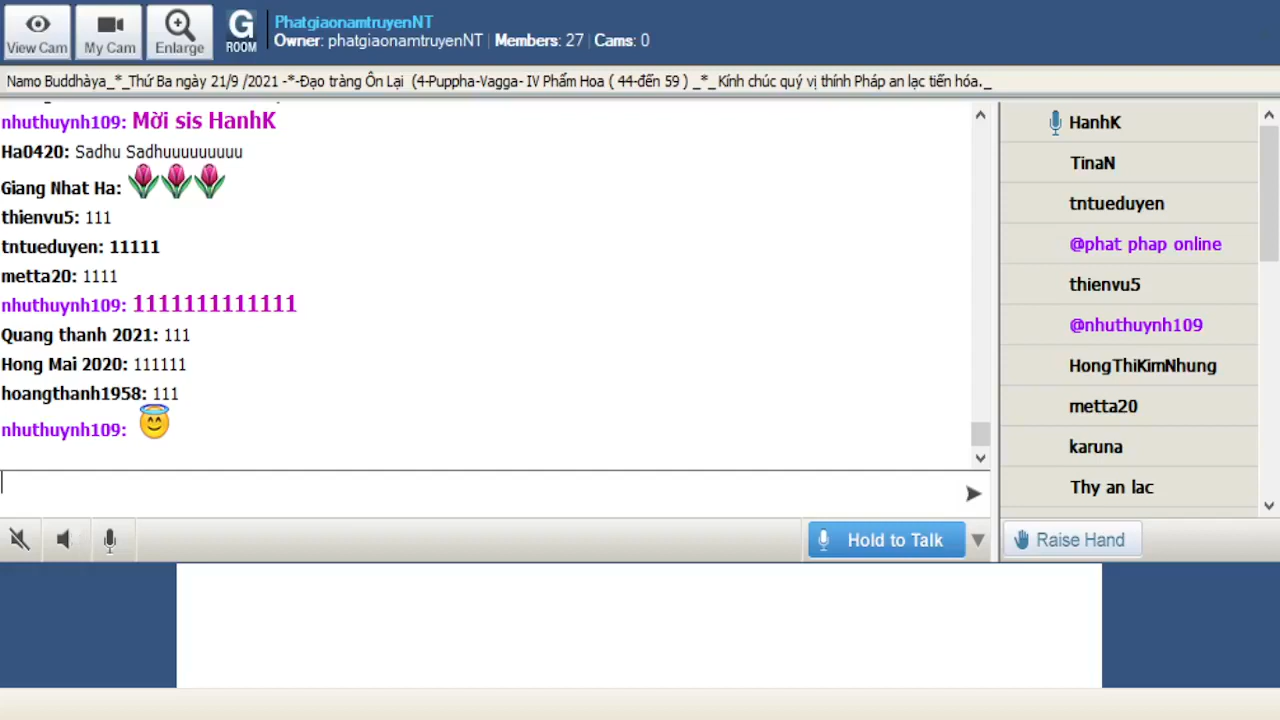 View Cam
My Cam
Enlarge
G
ROOM
PhatgiaonamtruyenNT
Owner: phatgiaonamtruyenNT | Members: 27 | Cams: 0
Namo Buddhàya_*_Thứ Ba ngày 21/9 /2021 -*-Đạo tràng Ôn Lại (4-Puppha-Vagga- IV Phẩm Hoa ( 44-đến 59 ) _*_Kính chúc quý vị thính Pháp an lạc tiến hóa._
nhuthuynh109: Mời sis HanhK
Ha0420: Sadhu Sadhuuuuuuuuu
Giang Nhat Ha:
thienvu5: 111
tntueduyen: 11111
metta20: 1111
nhuthuynh109: 1111111111111
Quang thanh 2021: 111
Hong Mai 2020: 111111
hoangthanh1958: 111
nhuthuynh109:
HanhK
TinaN
tntueduyen
@phat phap online
thienvu5
@nhuthuynh109
HongThiKimNhung
metta20
karuna
Thy an lac
Hold to Talk
Raise Hand